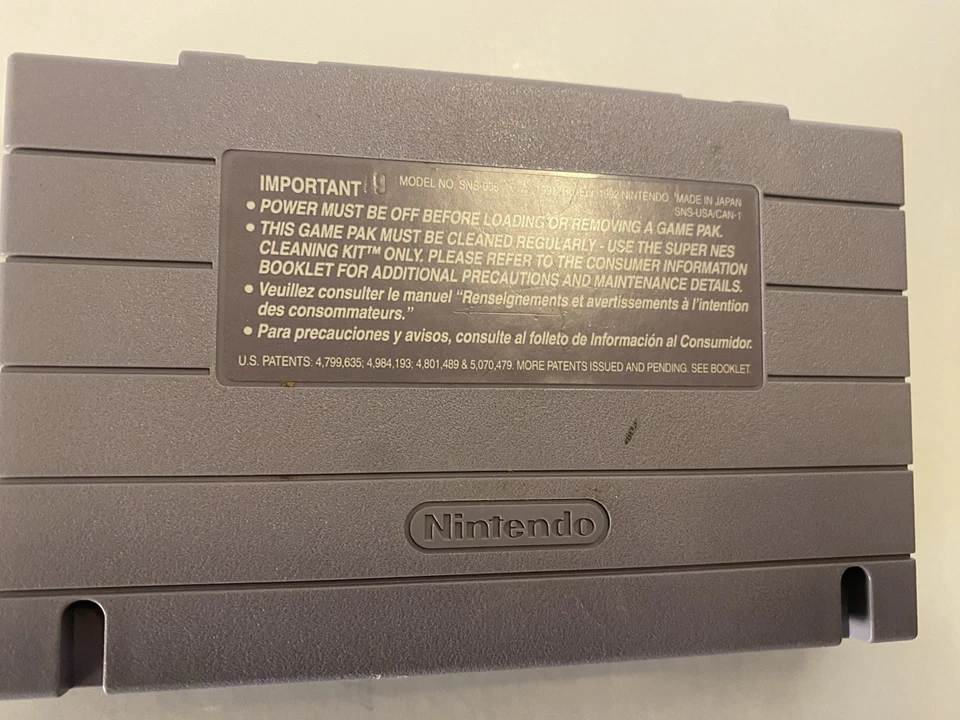 IMPORTANT 9 MODEL NO. SNS-006 1992 NINTENDO MADE IN JAPAN
SNS-USA/CAN-1
• POWER MUST BE OFF BEFORE LOADING OR REMOVING A GAME PAK.
• THIS GAME PAK MUST BE CLEANED REGULARLY - USE THE SUPER NES
CLEANING KIT™ ONLY. PLEASE REFER TO THE CONSUMER INFORMATION
BOOKLET FOR ADDITIONAL PRECAUTIONS AND MAINTENANCE DETAILS.
• Veuillez consulter le manuel “Renseignements et avertissements à l’intention
des consommateurs.”
• Para precauciones y avisos, consulte al folleto de Información al Consumidor.
U.S. PATENTS: 4,799,635; 4,984,193; 4,801,489 & 5,070,479. MORE PATENTS ISSUED AND PENDING. SEE BOOKLET.
Nintendo